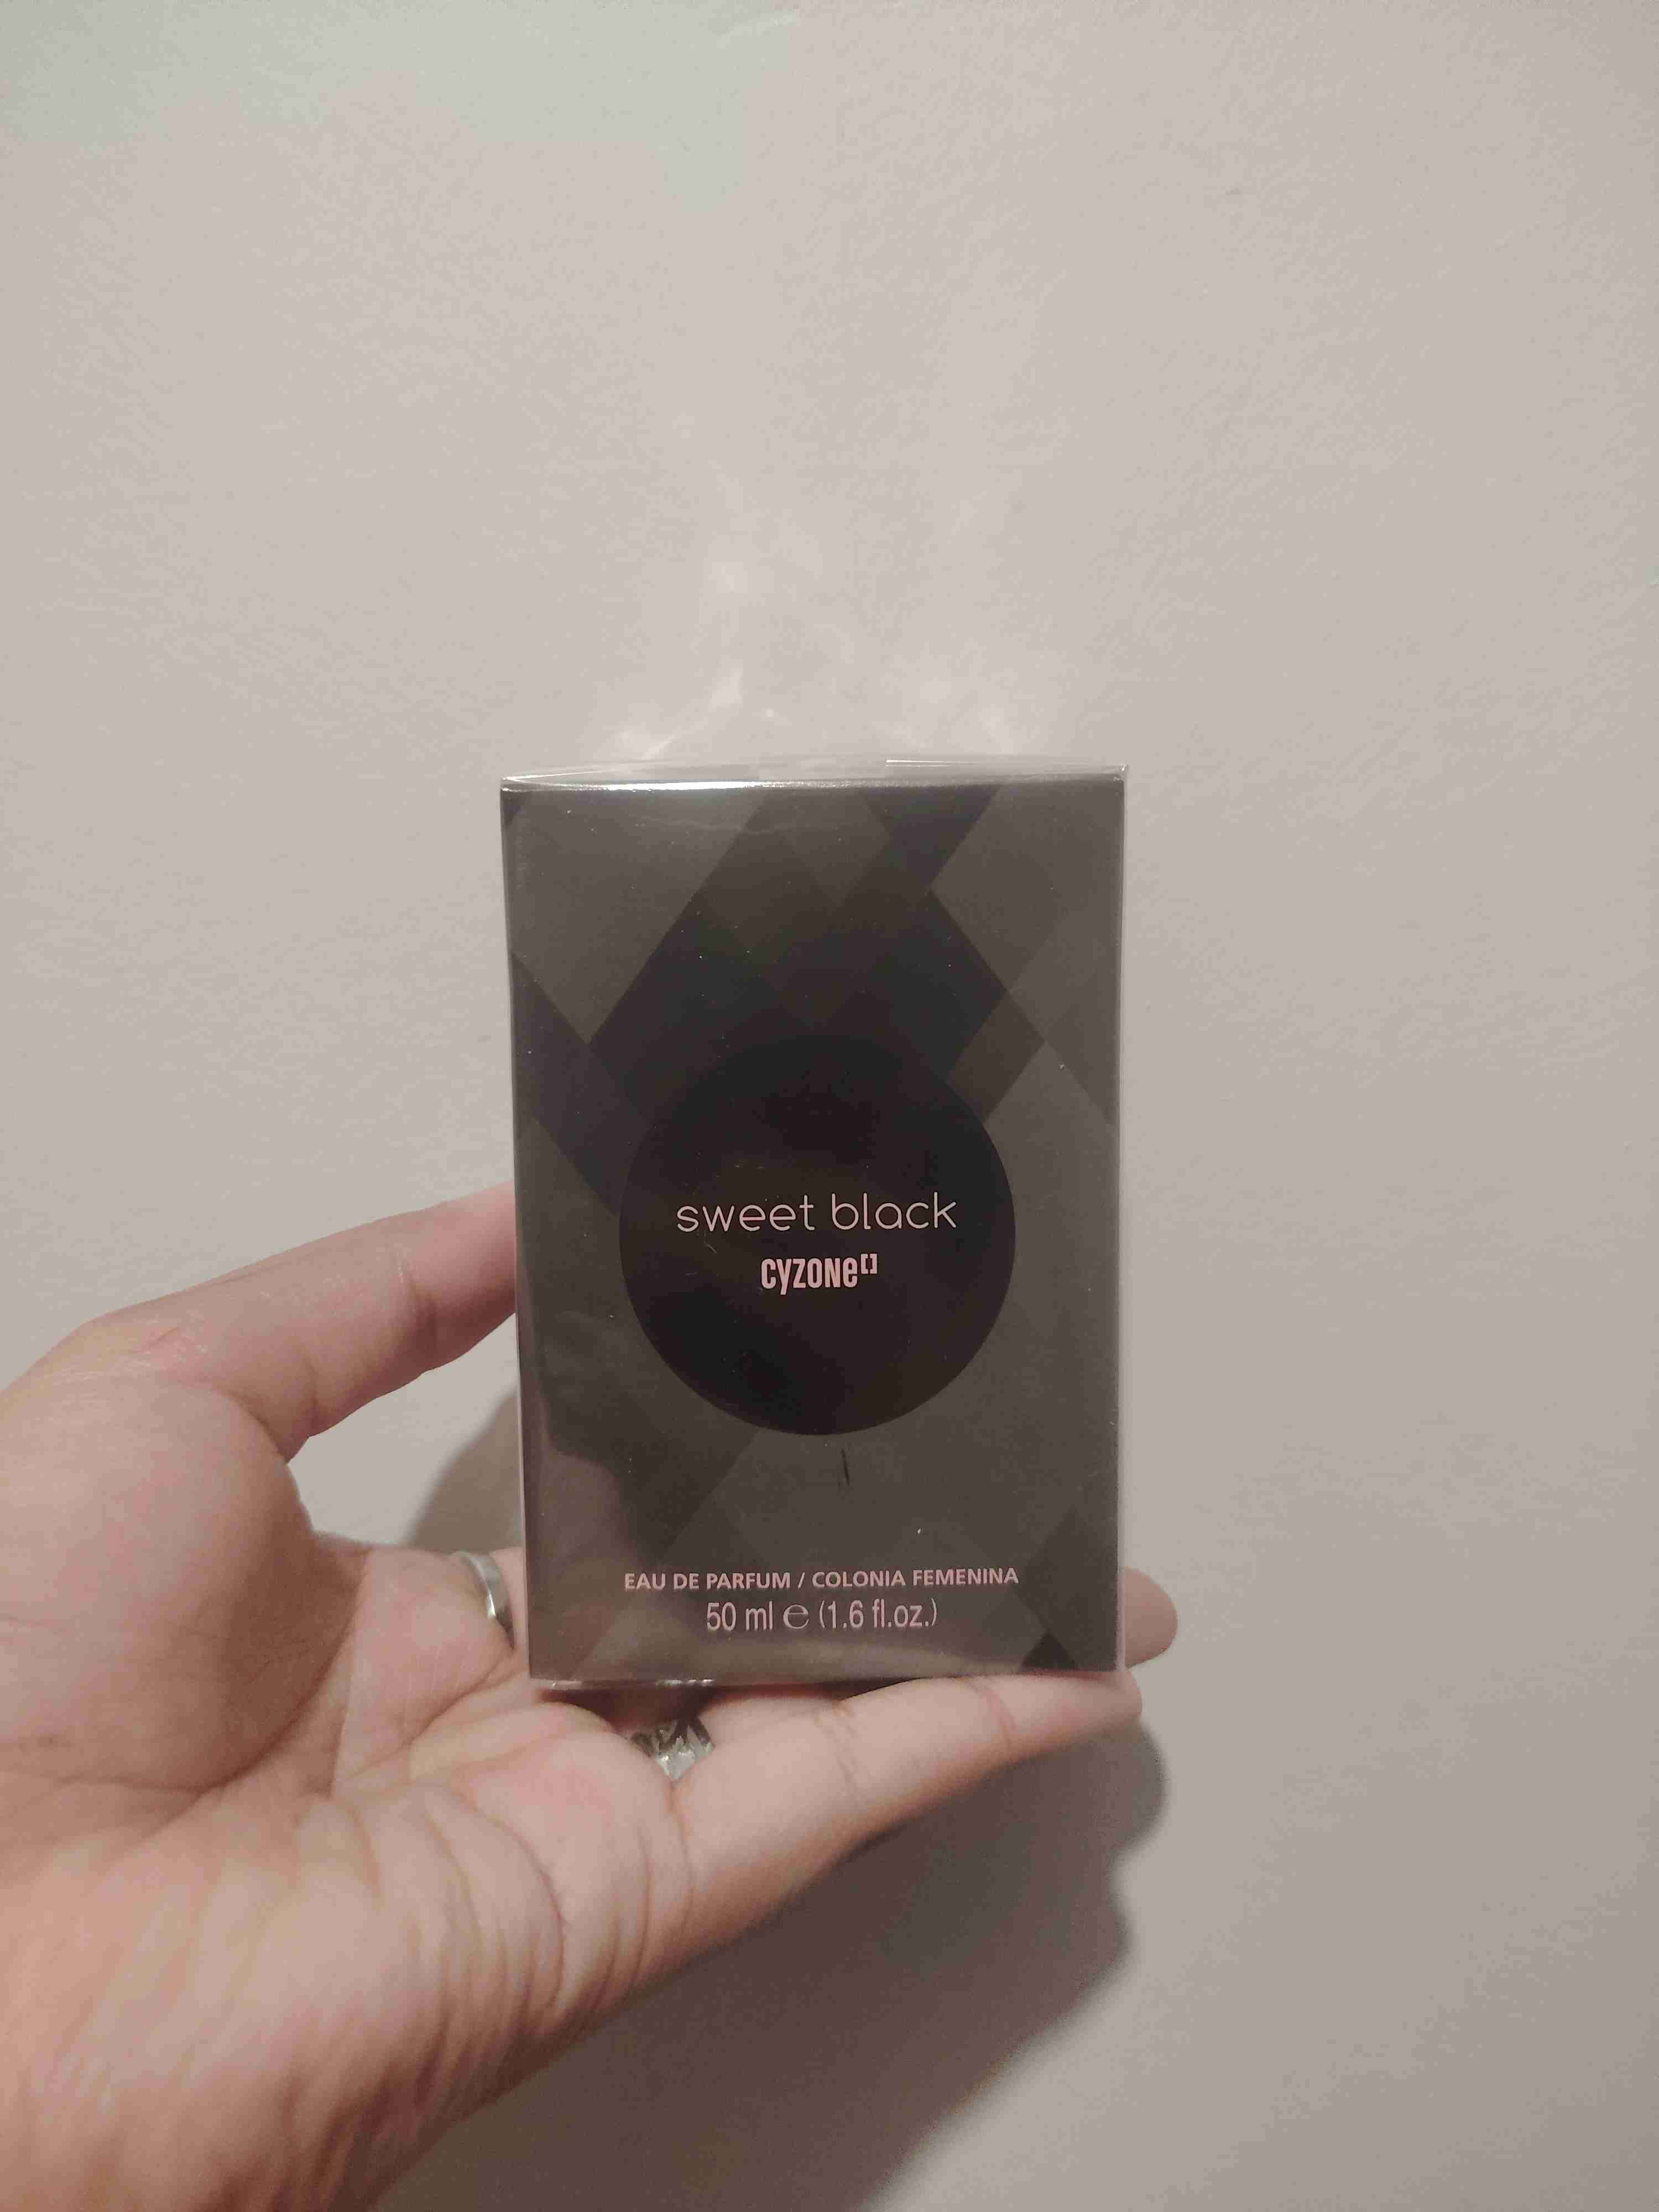 sweet black
cyzone[]
EAU DE PARFUM / COLONIA FEMENINA
50 ml ℮ (1.6 fl.oz.)